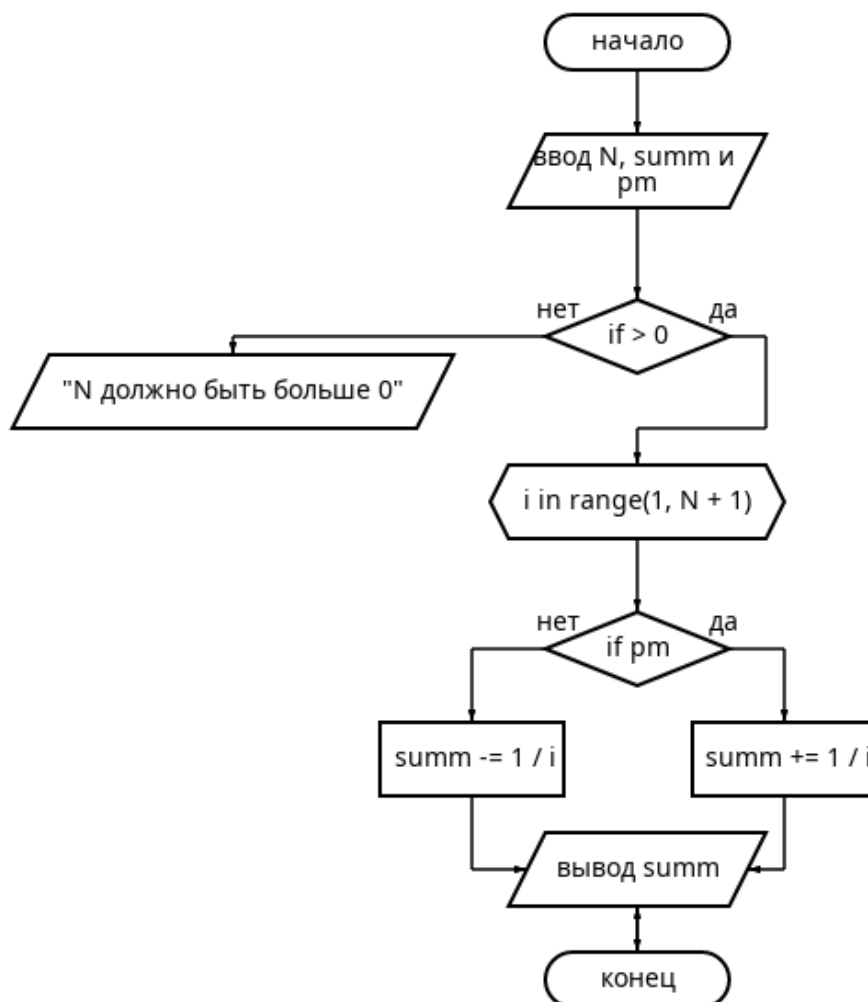 начало
ввод N, summ и
pm
нет
да
if > 0
"N должно быть больше 0"
i in range(1, N + 1)
нет
да
if pm
summ -= 1 / i
summ += 1 / i
вывод summ
конец